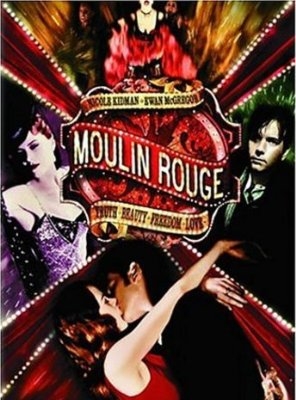 NICOLE KIDMAN · EWAN McGREGOR
MOULIN ROUGE
TRUTH · BEAUTY · FREEDOM · LOVE